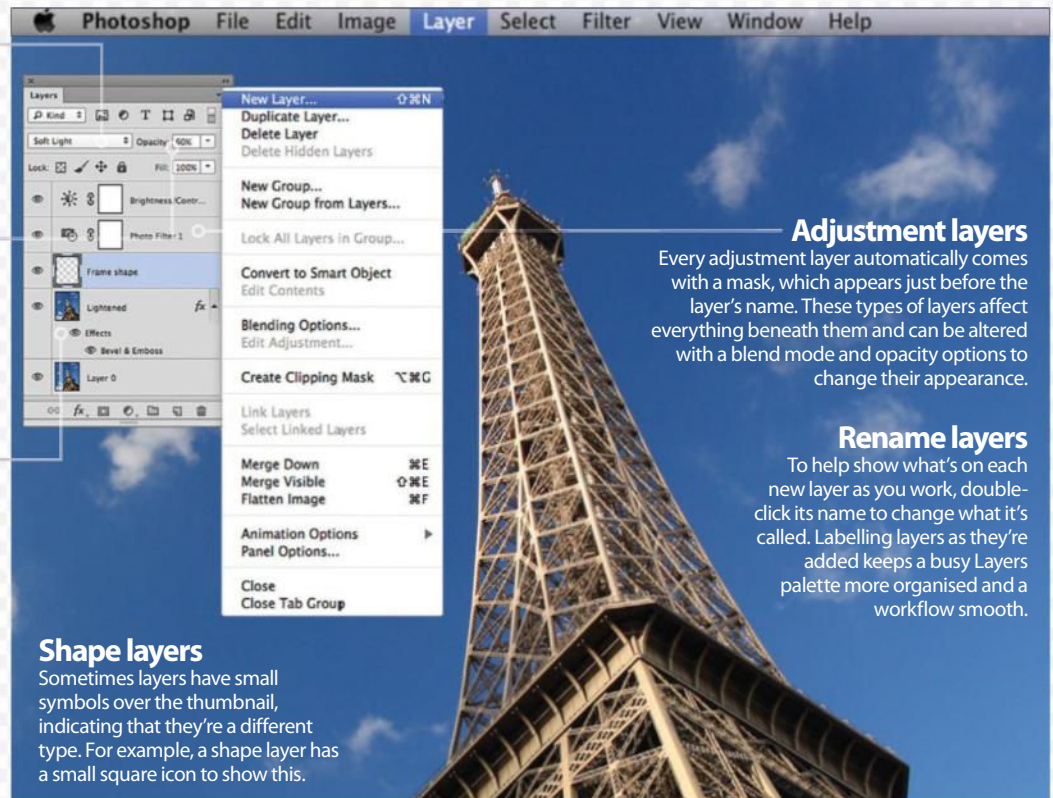 Photoshop File Edit Image Layer Select Filter View Window Help
Layers
Kind
Soft Light Opacity: 60%
Lock: Fill: 100%
Brightness/Contr...
Photo Filter 1
Frame shape
Lightened fx
Effects
Bevel & Emboss
Layer 0
fx
New Layer... ⇧⌘N
Duplicate Layer...
Delete Layer
Delete Hidden Layers
New Group...
New Group from Layers...
Lock All Layers in Group...
Convert to Smart Object
Edit Contents
Blending Options...
Edit Adjustment...
Create Clipping Mask ⌥⌘G
Link Layers
Select Linked Layers
Merge Down ⌘E
Merge Visible ⇧⌘E
Flatten Image ⌘F
Animation Options
Panel Options...
Close
Close Tab Group
Adjustment layers
Every adjustment layer automatically comes
with a mask, which appears just before the
layer's name. These types of layers affect
everything beneath them and can be altered
with a blend mode and opacity options to
change their appearance.
Rename layers
To help show what's on each
new layer as you work, double-
click its name to change what it's
called. Labelling layers as they're
added keeps a busy Layers
palette more organised and a
workflow smooth.
Shape layers
Sometimes layers have small
symbols over the thumbnail,
indicating that they're a different
type. For example, a shape layer has
a small square icon to show this.